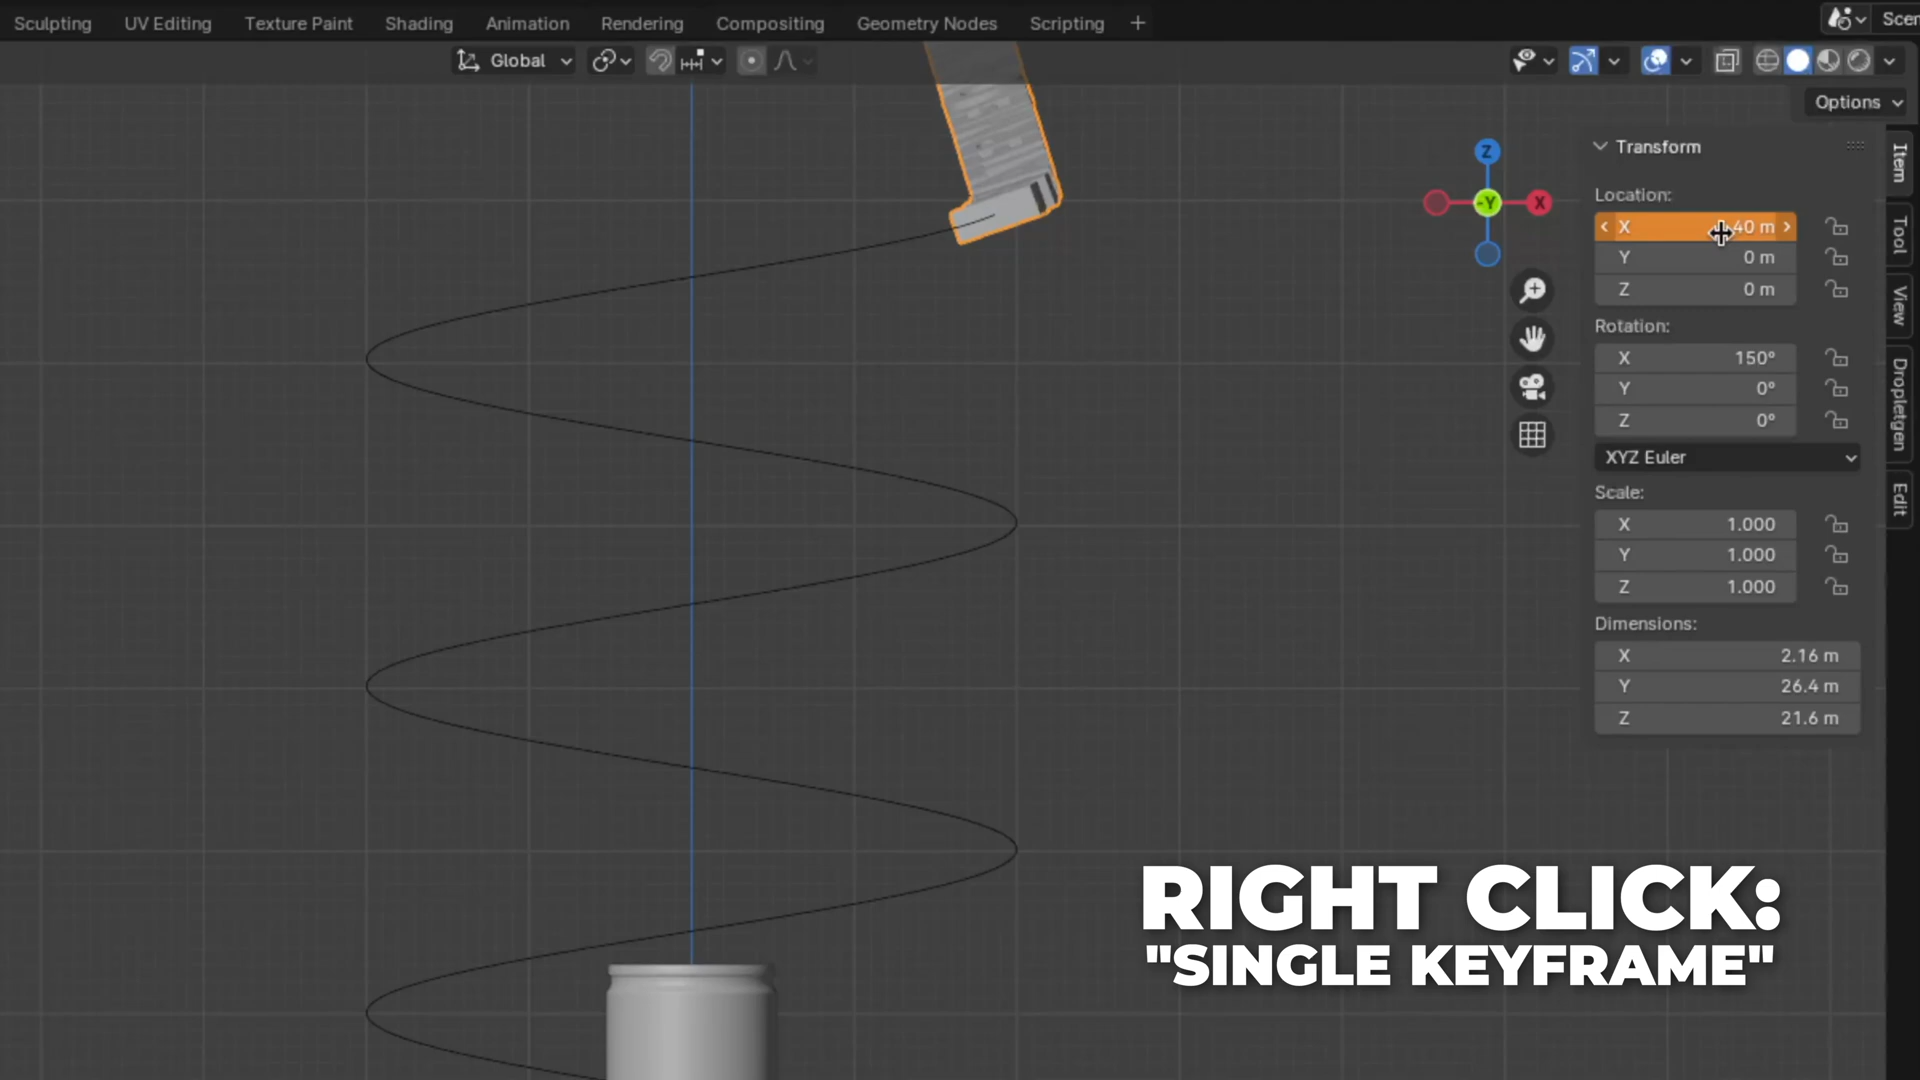 Sculpting UV Editing Texture Paint Shading Animation Rendering Compositing Geometry Nodes Scripting +
Global
Options
Transform
Location:
X 40 m
Y 0 m
Z 0 m
Rotation:
X 150°
Y 0°
Z 0°
XYZ Euler
Scale:
X 1.000
Y 1.000
Z 1.000
Dimensions:
X 2.16 m
Y 26.4 m
Z 21.6 m
Item
Tool
View
Dropletgen
Edit
Z
-Y
X
RIGHT CLICK:
"SINGLE KEYFRAME"